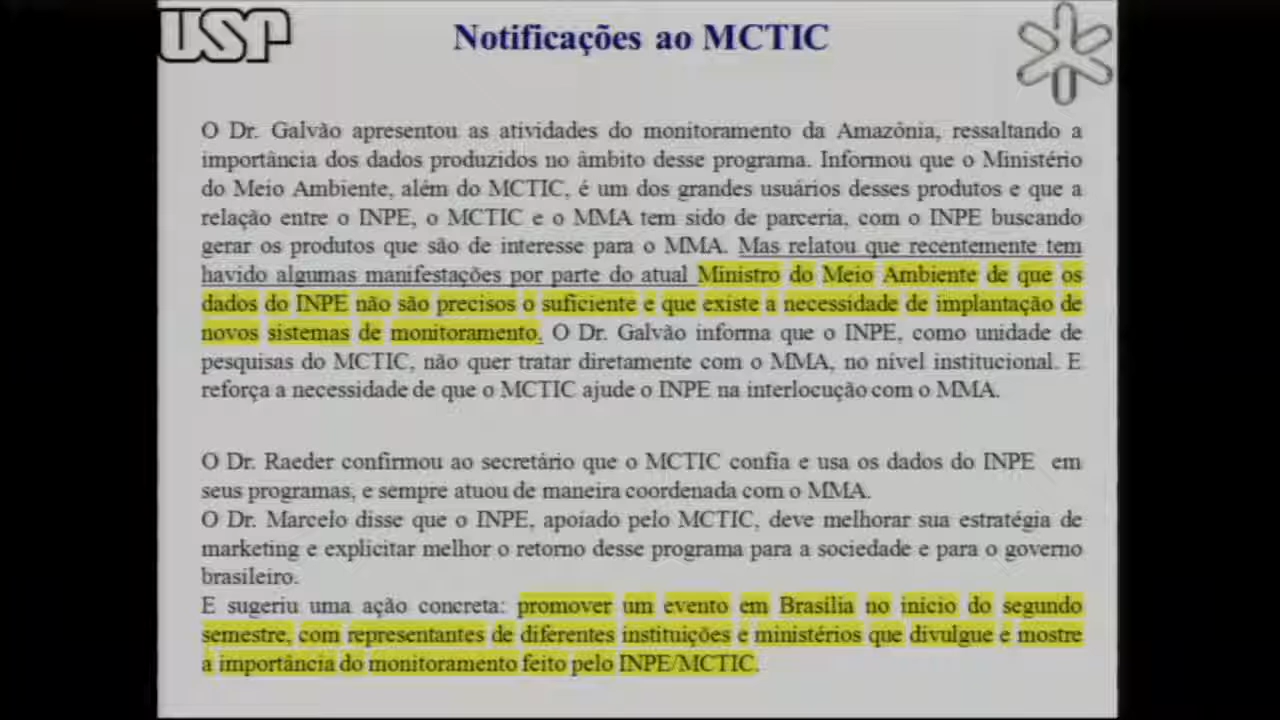 USP
Notificações ao MCTIC
O Dr. Galvão apresentou as atividades do monitoramento da Amazônia, ressaltando a
importância dos dados produzidos no âmbito desse programa. Informou que o Ministério
do Meio Ambiente, além do MCTIC, é um dos grandes usuários desses produtos e que a
relação entre o INPE, o MCTIC e o MMA tem sido de parceria, com o INPE buscando
gerar os produtos que são de interesse para o MMA. Mas relatou que recentemente tem
havido algumas manifestações por parte do atual Ministro do Meio Ambiente de que os
dados do INPE não são precisos o suficiente e que existe a necessidade de implantação de
novos sistemas de monitoramento. O Dr. Galvão informa que o INPE, como unidade de
pesquisas do MCTIC, não quer tratar diretamente com o MMA, no nível institucional. E
reforça a necessidade de que o MCTIC ajude o INPE na interlocução com o MMA.
O Dr. Raeder confirmou ao secretário que o MCTIC confia e usa os dados do INPE em
seus programas, e sempre atuou de maneira coordenada com o MMA.
O Dr. Marcelo disse que o INPE, apoiado pelo MCTIC, deve melhorar sua estratégia de
marketing e explicitar melhor o retorno desse programa para a sociedade e para o governo
brasileiro.
E sugeriu uma ação concreta: promover um evento em Brasília no início do segundo
semestre, com representantes de diferentes instituições e ministérios que divulgue e mostre
a importância do monitoramento feito pelo INPE/MCTIC.